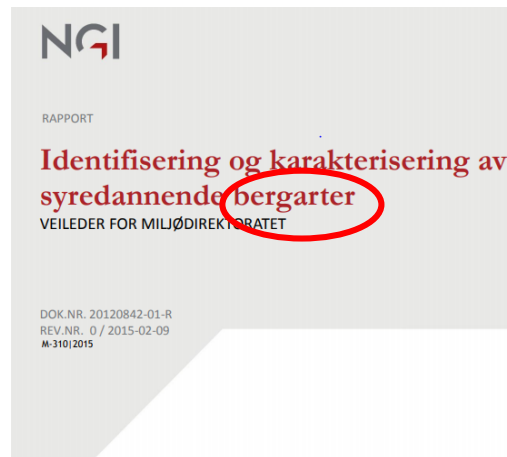 NGI
RAPPORT
Identifisering og karakterisering av
syredannende bergarter
VEILEDER FOR MILJØDIREKTORATET
DOK.NR. 20120842-01-R
REV.NR. 0 / 2015-02-09
M-310|2015